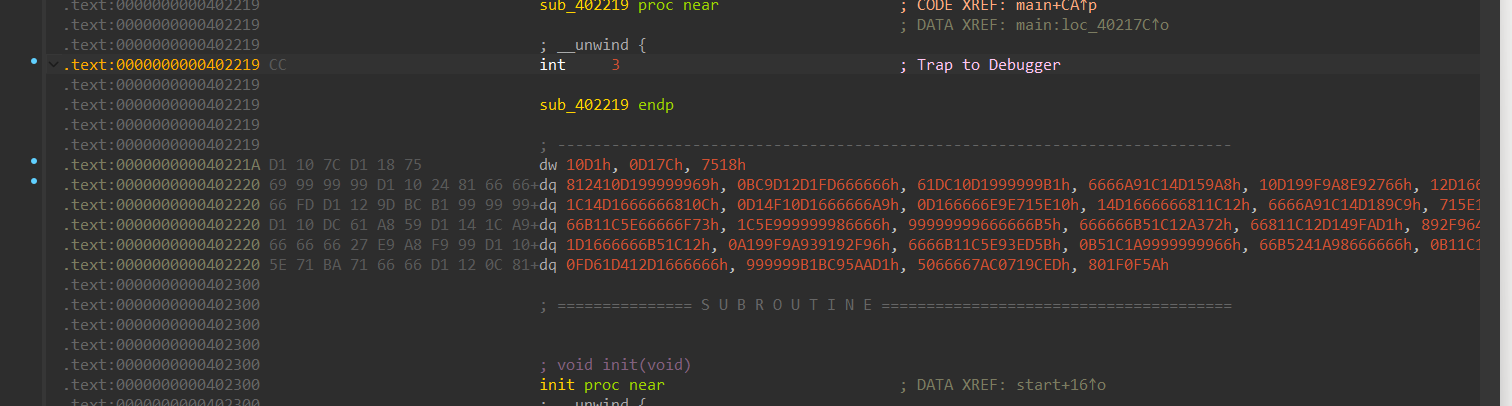 .text:0000000000402219 sub_402219 proc near ; CODE XREF: main+CA↑p
.text:0000000000402219 ; DATA XREF: main:loc_40217C↑o
.text:0000000000402219 ; __unwind {
.text:0000000000402219 CC int 3 ; Trap to Debugger
.text:0000000000402219
.text:0000000000402219 sub_402219 endp
.text:0000000000402219
.text:0000000000402219 ; ---------------------------------------------------------------------------
.text:000000000040221A D1 10 7C D1 18 75 dw 10D1h, 0D17Ch, 7518h
.text:0000000000402220 69 99 99 99 D1 10 24 81 66 66+dq 812410D199999969h, 0BC9D12D1FD666666h, 61DC10D1999999B1h, 6666A91C14D159A8h, 10D199F9A8E92766h, 12D166
.text:0000000000402220 66 FD D1 12 9D BC B1 99 99 99+dq 1C14D1666666810Ch, 0D14F10D1666666A9h, 0D166666E9E715E10h, 14D1666666811C12h, 6666A91C14D189C9h, 715E1
.text:0000000000402220 D1 10 DC 61 A8 59 D1 14 1C A9+dq 66B11C5E66666F73h, 1C5E9999999986666h, 99999999666666B5h, 666666B51C12A372h, 66811C12D149FAD1h, 892F964
.text:0000000000402220 66 66 66 27 E9 A8 F9 99 D1 10+dq 1D1666666B51C12h, 0A199F9A939192F96h, 6666B11C5E93ED5Bh, 0B51C1A9999999966h, 66B5241A98666666h, 0B11C1
.text:0000000000402220 5E 71 BA 71 66 66 D1 12 0C 81+dq 0FD61D412D1666666h, 999999B1BC95AAD1h, 5066667AC0719CEDh, 801F0F5Ah
.text:0000000000402300
.text:0000000000402300 ; =============== S U B R O U T I N E =======================================
.text:0000000000402300
.text:0000000000402300
.text:0000000000402300 ; void init(void)
.text:0000000000402300 init proc near ; DATA XREF: start+16↑o
.text:0000000000402300 ; __unwind {